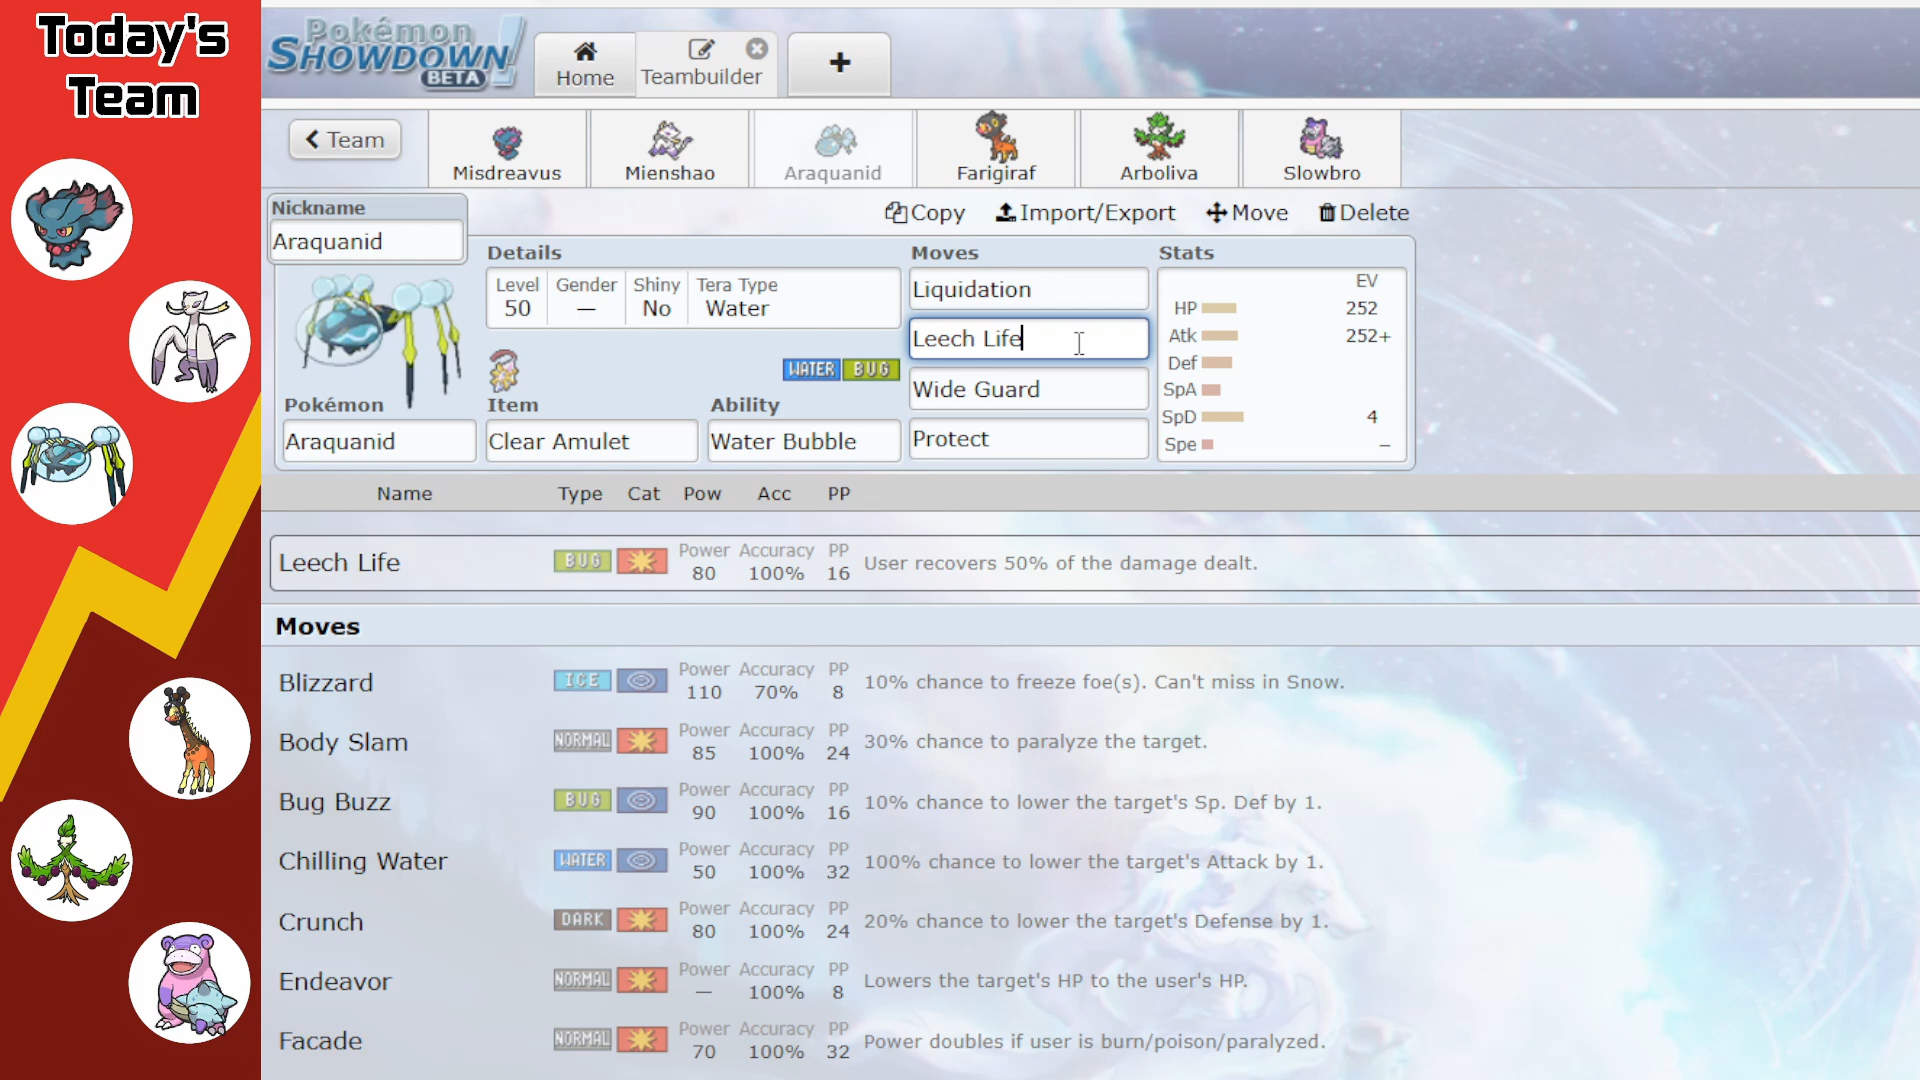 Today's
Team
Pokémon
SHOWDOWN!
BETA
Home
Teambuilder
+
Team
Misdreavus
Mienshao
Araquanid
Farigiraf
Arboliva
Slowbro
Copy
Import/Export
Move
Delete
Nickname
Araquanid
Details
Level Gender Shiny Tera Type
50 — No Water
WATER BUG
Pokémon Item Ability
Araquanid Clear Amulet Water Bubble
Moves
Liquidation
Leech Life
Wide Guard
Protect
Stats
EV
HP 252
Atk 252+
Def
SpA
SpD 4
Spe –
Name Type Cat Pow Acc PP
Leech Life BUG Power 80 Accuracy 100% PP 16 User recovers 50% of the damage dealt.
Moves
Blizzard ICE Power 110 Accuracy 70% PP 8 10% chance to freeze foe(s). Can't miss in Snow.
Body Slam NORMAL Power 85 Accuracy 100% PP 24 30% chance to paralyze the target.
Bug Buzz BUG Power 90 Accuracy 100% PP 16 10% chance to lower the target's Sp. Def by 1.
Chilling Water WATER Power 50 Accuracy 100% PP 32 100% chance to lower the target's Attack by 1.
Crunch DARK Power 80 Accuracy 100% PP 24 20% chance to lower the target's Defense by 1.
Endeavor NORMAL Power — Accuracy 100% PP 8 Lowers the target's HP to the user's HP.
Facade NORMAL Power 70 Accuracy 100% PP 32 Power doubles if user is burn/poison/paralyzed.